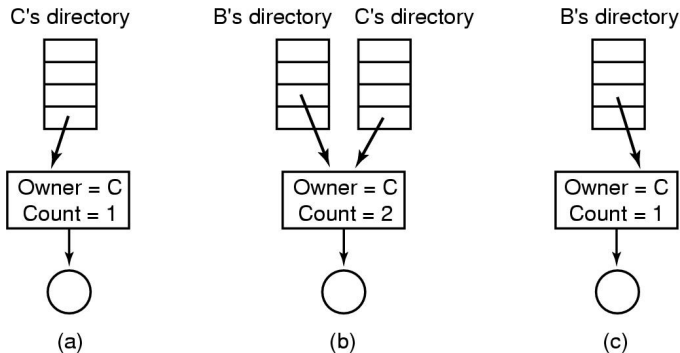 C's directory
B's directory C's directory
B's directory
Owner = C
Count = 1
Owner = C
Count = 2
Owner = C
Count = 1
(a)
(b)
(c)